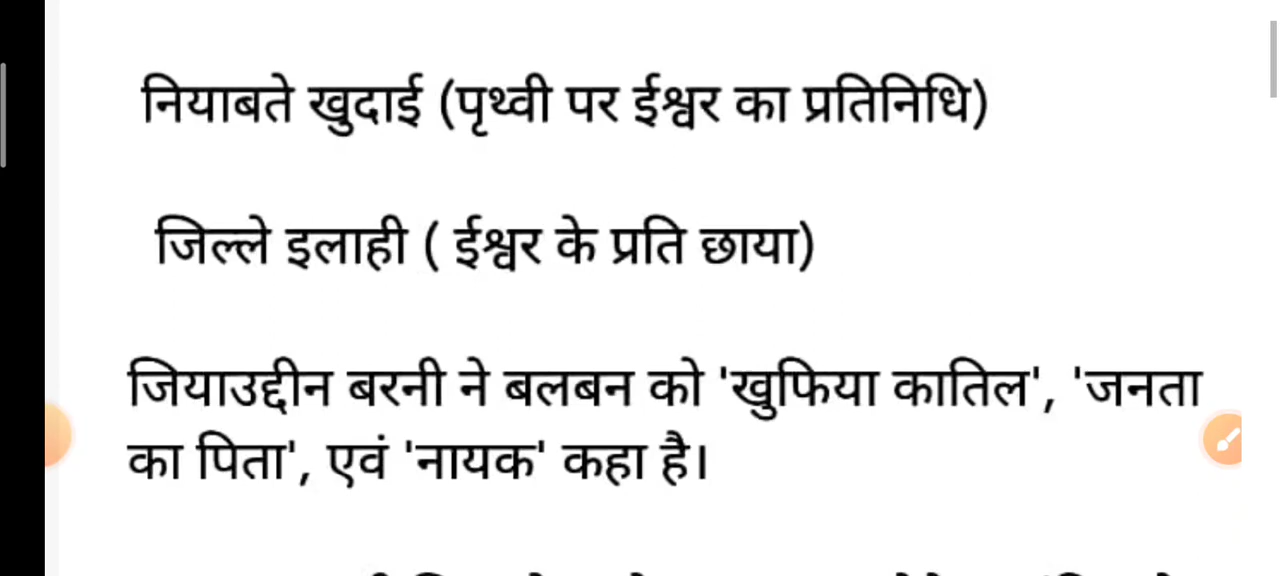 नियाबते खुदाई (पृथ्वी पर ईश्वर का प्रतिनिधि)
जिल्ले इलाही ( ईश्वर के प्रति छाया)
जियाउद्दीन बरनी ने बलबन को 'खुफिया कातिल', 'जनता
का पिता', एवं 'नायक' कहा है।